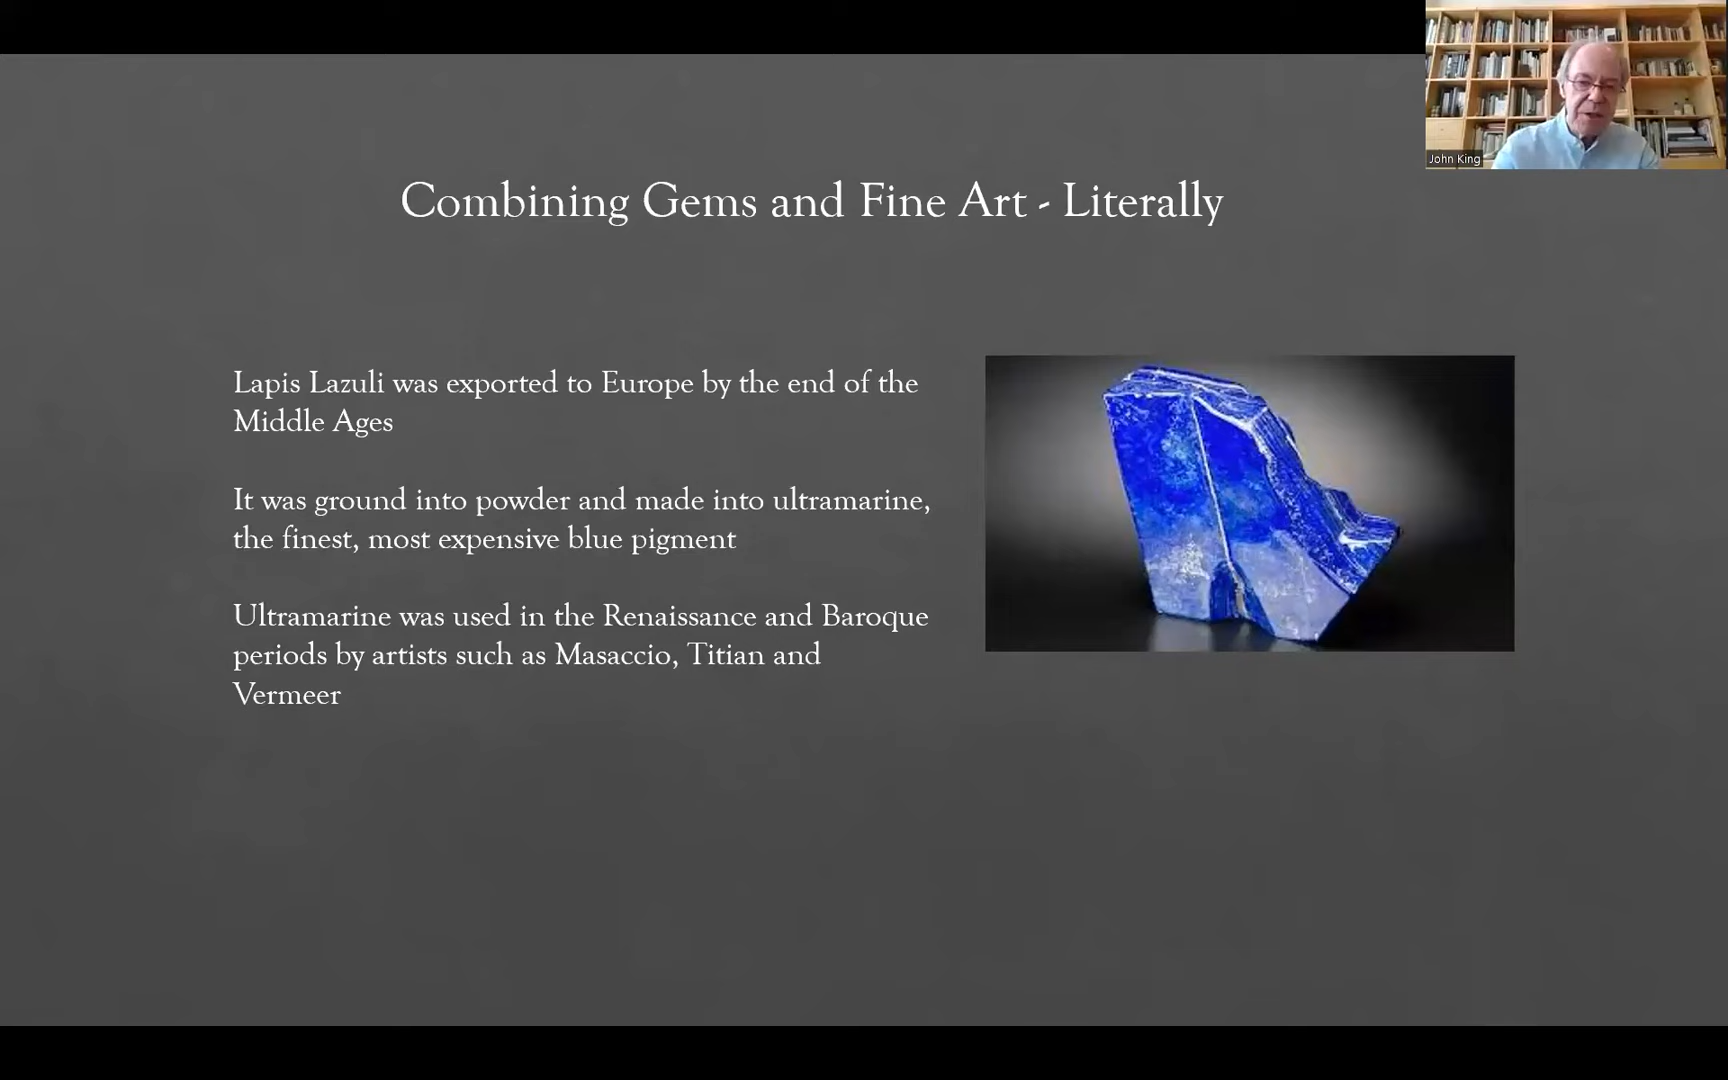 John King
Combining Gems and Fine Art - Literally
Lapis Lazuli was exported to Europe by the end of the
Middle Ages
It was ground into powder and made into ultramarine,
the finest, most expensive blue pigment
Ultramarine was used in the Renaissance and Baroque
periods by artists such as Masaccio, Titian and
Vermeer